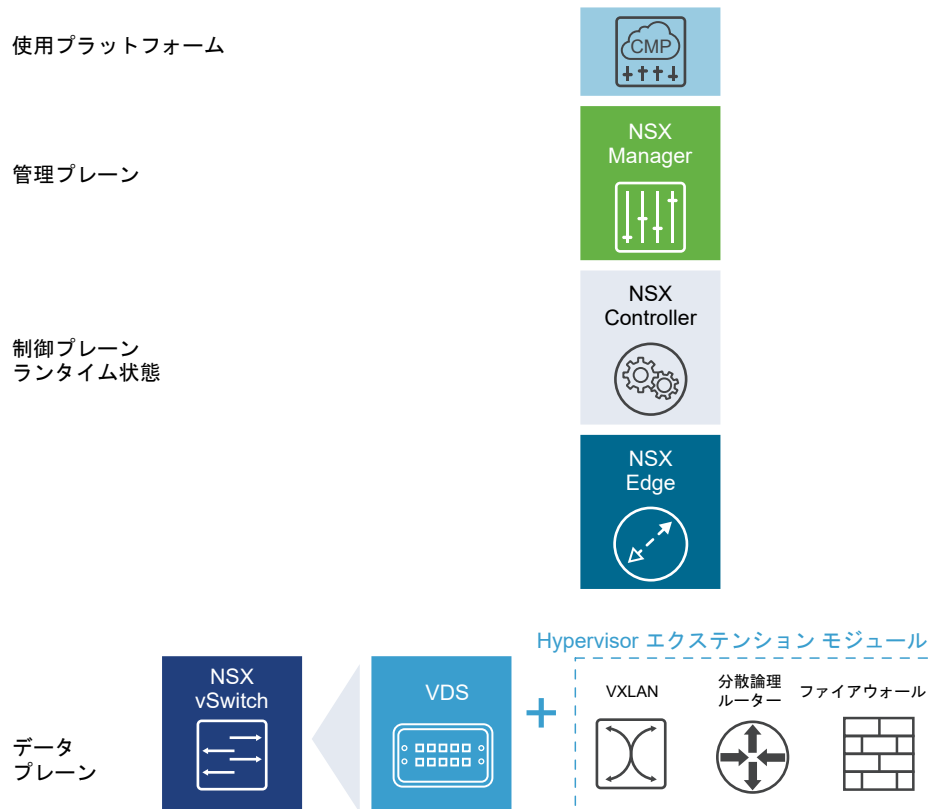 使用プラットフォーム
CMP
NSX
Manager
管理プレーン
NSX
Controller
制御プレーン
ランタイム状態
NSX
Edge
Hypervisor エクステンション モジュール
NSX
vSwitch
VDS
+
VXLAN
分散論理
ルーター
ファイアウォール
データ
プレーン